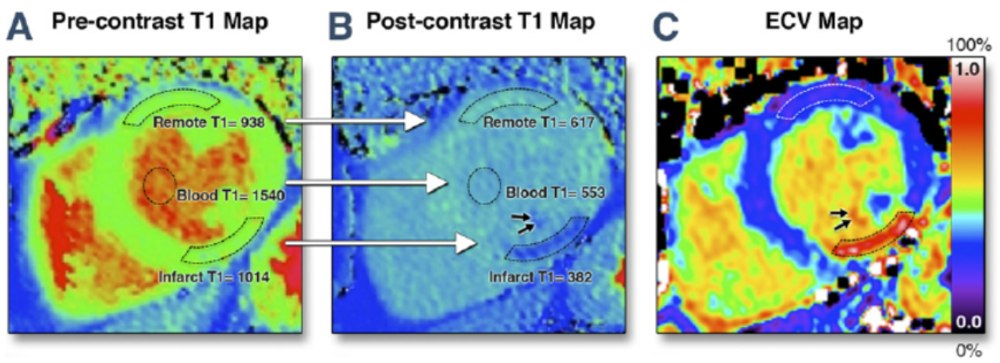 A Pre-contrast T1 Map
B Post-contrast T1 Map
C ECV Map
100%
1.0
Remote T1= 938
Remote T1= 617
Blood T1= 1540
Blood T1= 553
Infarct T1= 1014
Infarct T1= 382
0.0
0%